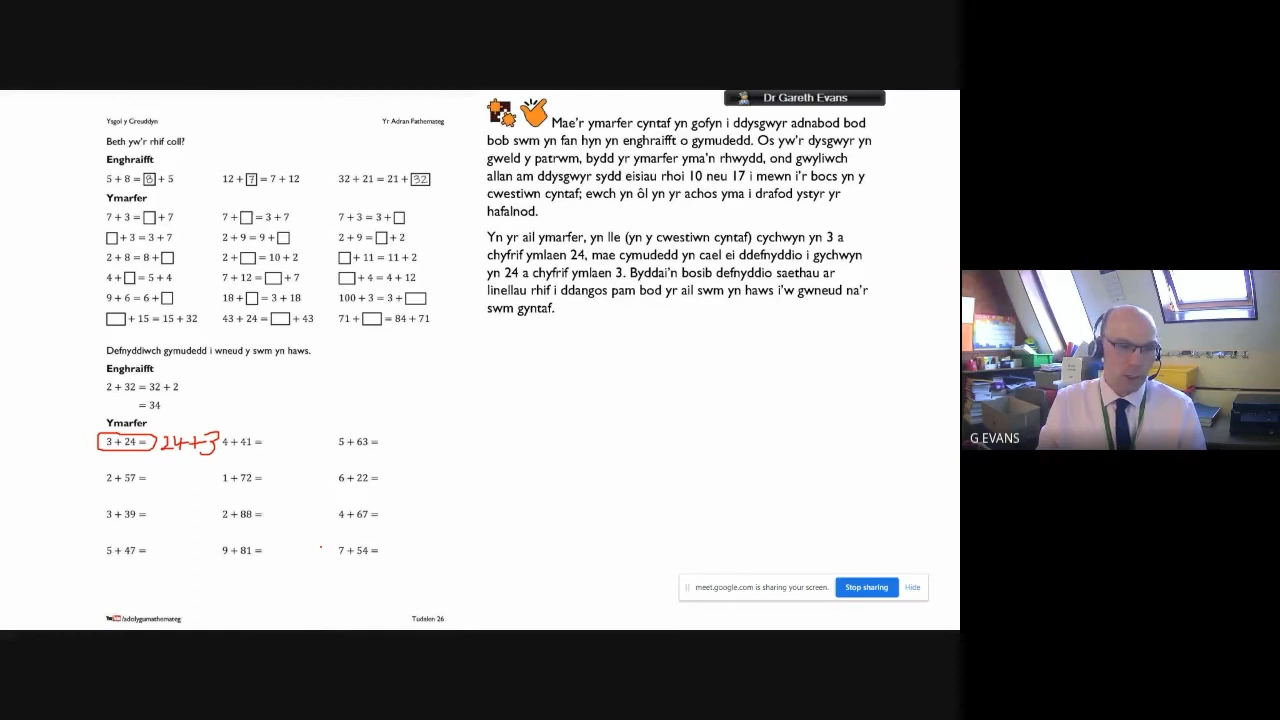 Ysgol y Creuddyn
Yr Adran Fathemateg
Beth yw'r rhif coll?
Enghraifft
5 + 8 = 8 + 5
12 + 7 = 7 + 12
32 + 21 = 21 + 32
Ymarfer
7 + 3 = □ + 7
7 + □ = 3 + 7
7 + 3 = 3 + □
□ + 3 = 3 + 7
2 + 9 = 9 + □
2 + 9 = □ + 2
2 + 8 = 8 + □
2 + □ = 10 + 2
□ + 11 = 11 + 2
4 + □ = 5 + 4
7 + 12 = □ + 7
□ + 4 = 4 + 12
9 + 6 = 6 + □
18 + □ = 3 + 18
100 + 3 = 3 + □
□ + 15 = 15 + 32
43 + 24 = □ + 43
71 + □ = 84 + 71
Defnyddiwch gymudedd i wneud y swm yn haws.
Enghraifft
2 + 32 = 32 + 2
= 34
Ymarfer
3 + 24 = 24+3
4 + 41 =
5 + 63 =
2 + 57 =
1 + 72 =
6 + 22 =
3 + 39 =
2 + 88 =
4 + 67 =
5 + 47 =
9 + 81 =
7 + 54 =
YouTube/adolygumathemateg
Tudalen 26
Dr Gareth Evans
Mae'r ymarfer cyntaf yn gofyn i ddysgwyr adnabod bod
bob swm yn fan hyn yn enghraifft o gymudedd. Os yw'r dysgwyr yn
gweld y patrwm, bydd yr ymarfer yma'n rhwydd, ond gwyliwch
allan am ddysgwyr sydd eisiau rhoi 10 neu 17 i mewn i'r bocs yn y
cwestiwn cyntaf; ewch yn ôl yn yr achos yma i drafod ystyr yr
hafalnod.
Yn yr ail ymarfer, yn lle (yn y cwestiwn cyntaf) cychwyn yn 3 a
chyfrif ymlaen 24, mae cymudedd yn cael ei ddefnyddio i gychwyn
yn 24 a chyfrif ymlaen 3. Byddai'n bosib defnyddio saethau ar
linellau rhif i ddangos pam bod yr ail swm yn haws i'w gwneud na'r
swm gyntaf.
meet.google.com is sharing your screen.
Stop sharing
Hide
G EVANS